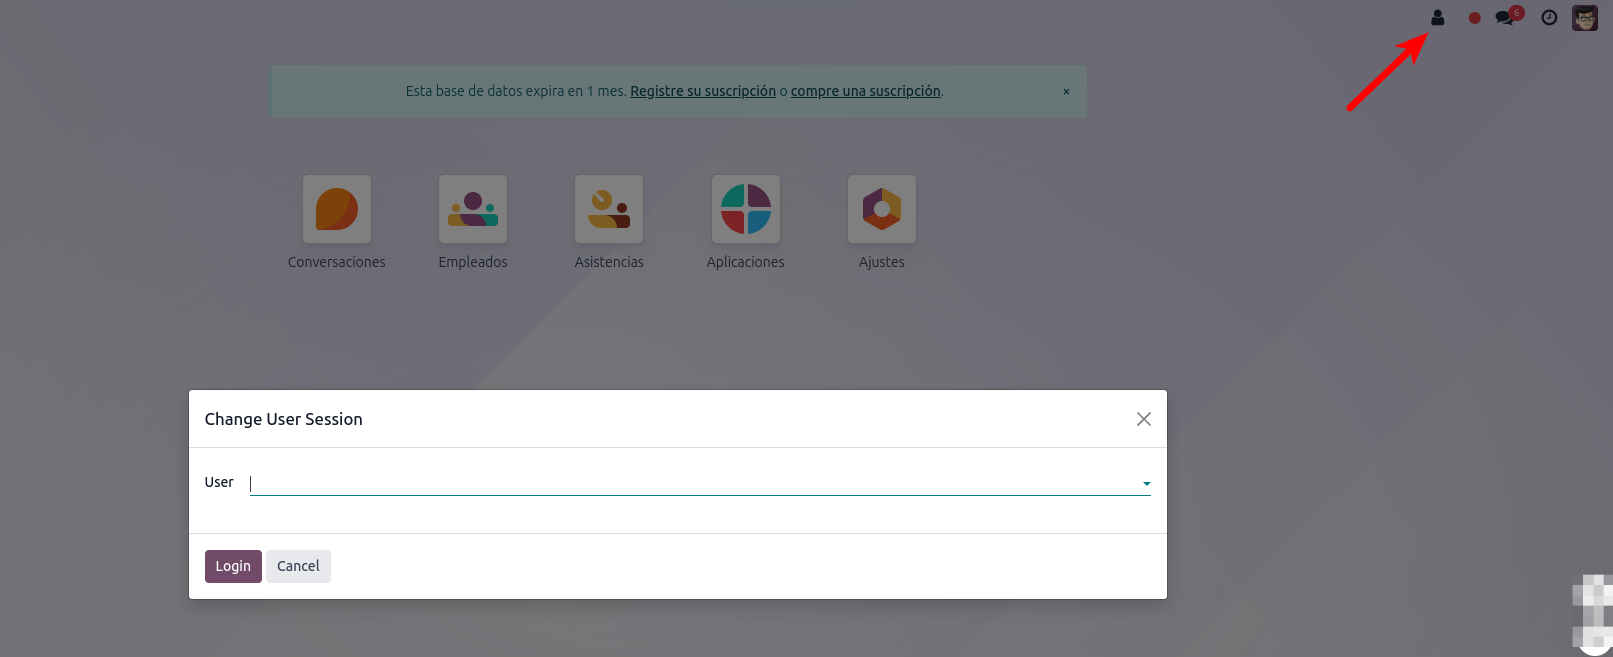 6
Esta base de datos expira en 1 mes. Registre su suscripción o compre una suscripción. ×
Conversaciones Empleados Asistencias Aplicaciones Ajustes
Change User Session
User
Login Cancel